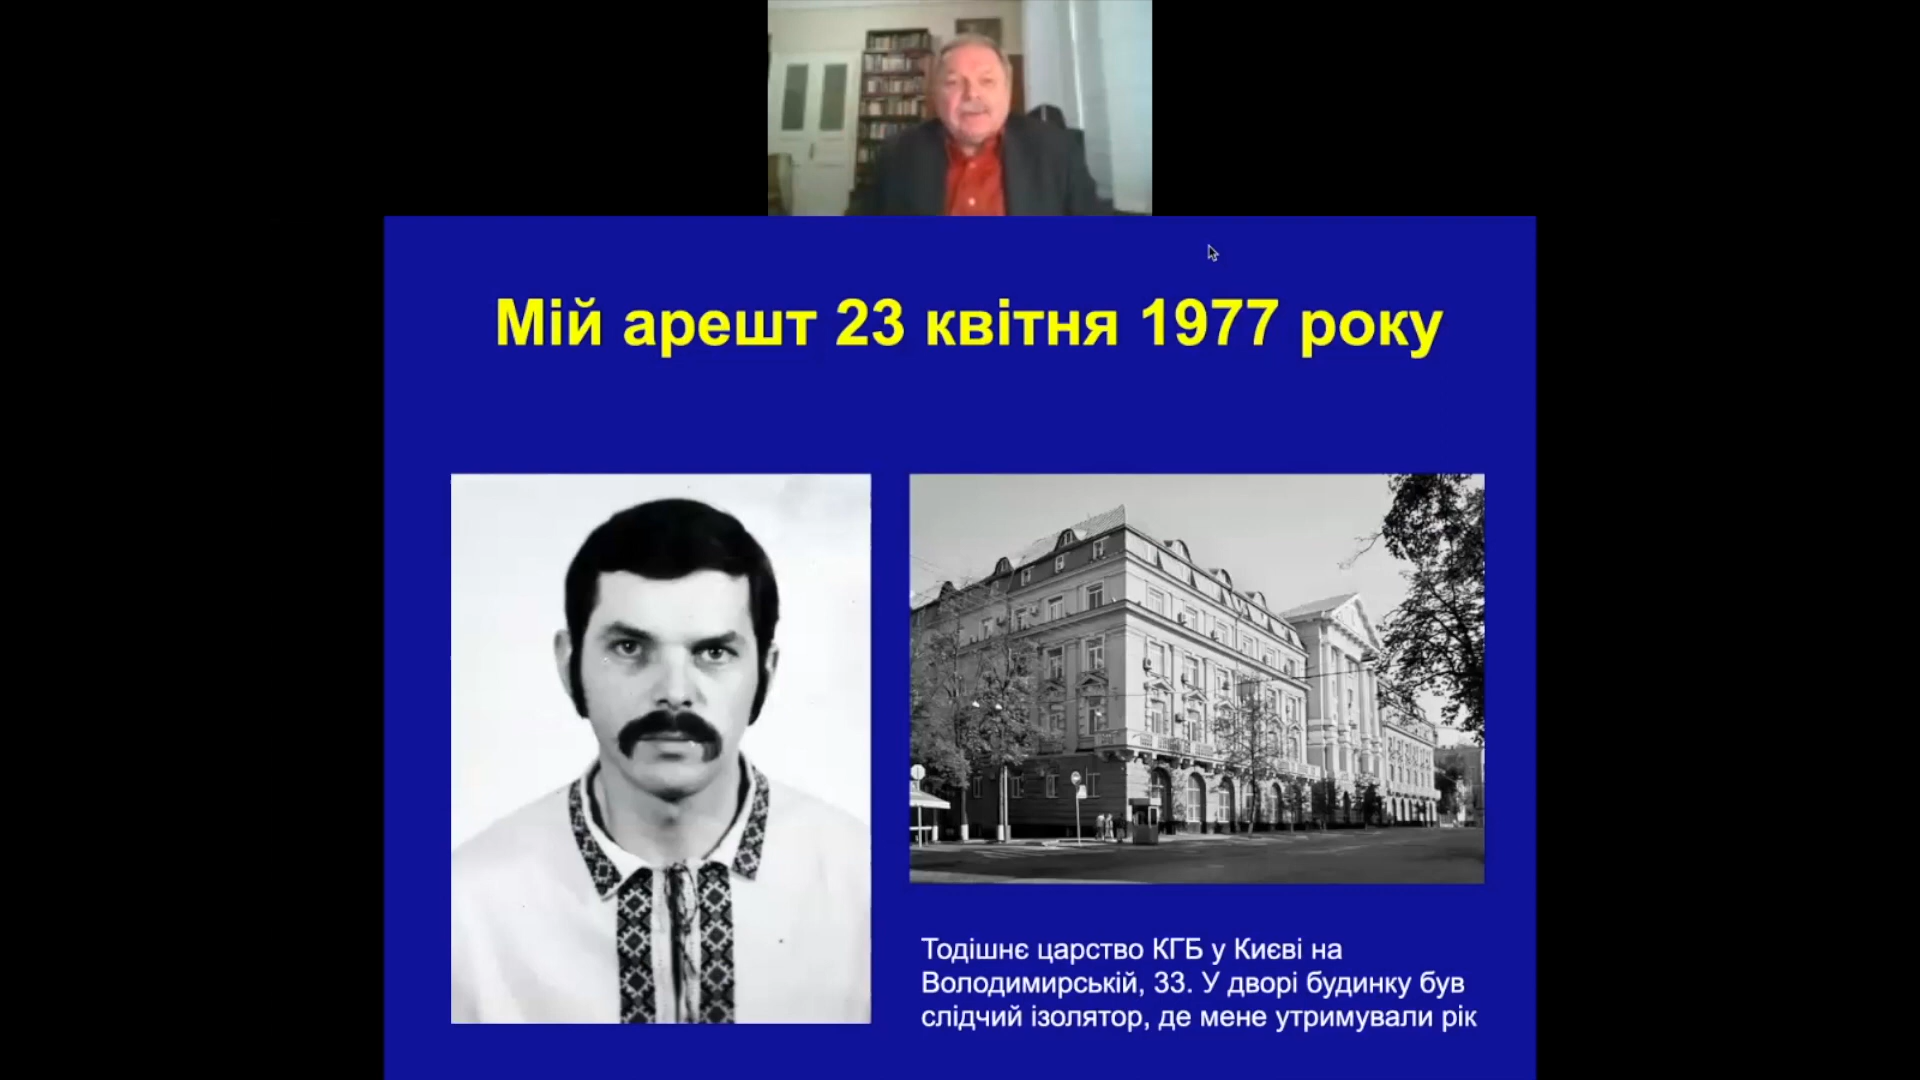 Мій арешт 23 квітня 1977 року
Тодішнє царство КГБ у Києві на
Володимирській, 33. У дворі будинку був
слідчий ізолятор, де мене утримували рік